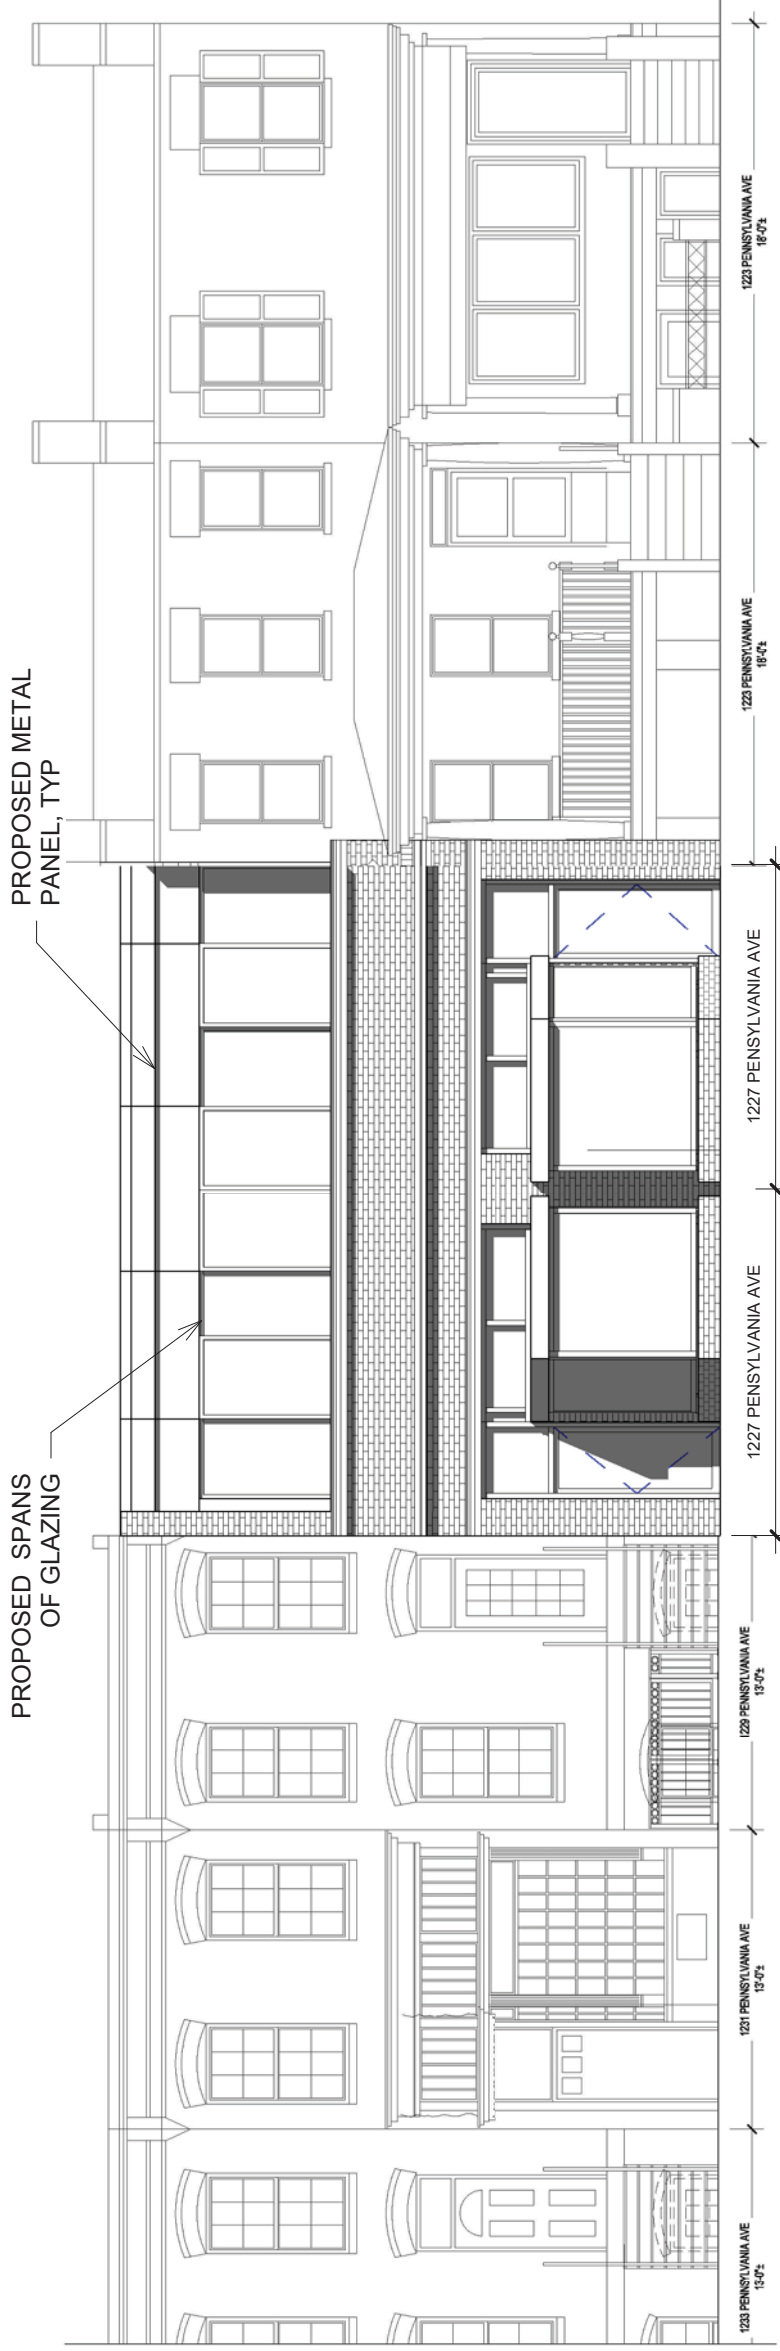 PROPOSED SPANS
OF GLAZING
PROPOSED METAL
PANEL, TYP
1233 PENNSYLVANIA AVE
13'-0"±
1231 PENNSYLVANIA AVE
13'-0"±
1229 PENNSYLVANIA AVE
13'-0"±
1227 PENSYLVANIA AVE
1227 PENSYLVANIA AVE
1223 PENNSYLVANIA AVE
18'-0"±
1223 PENNSYLVANIA AVE
18'-0"±